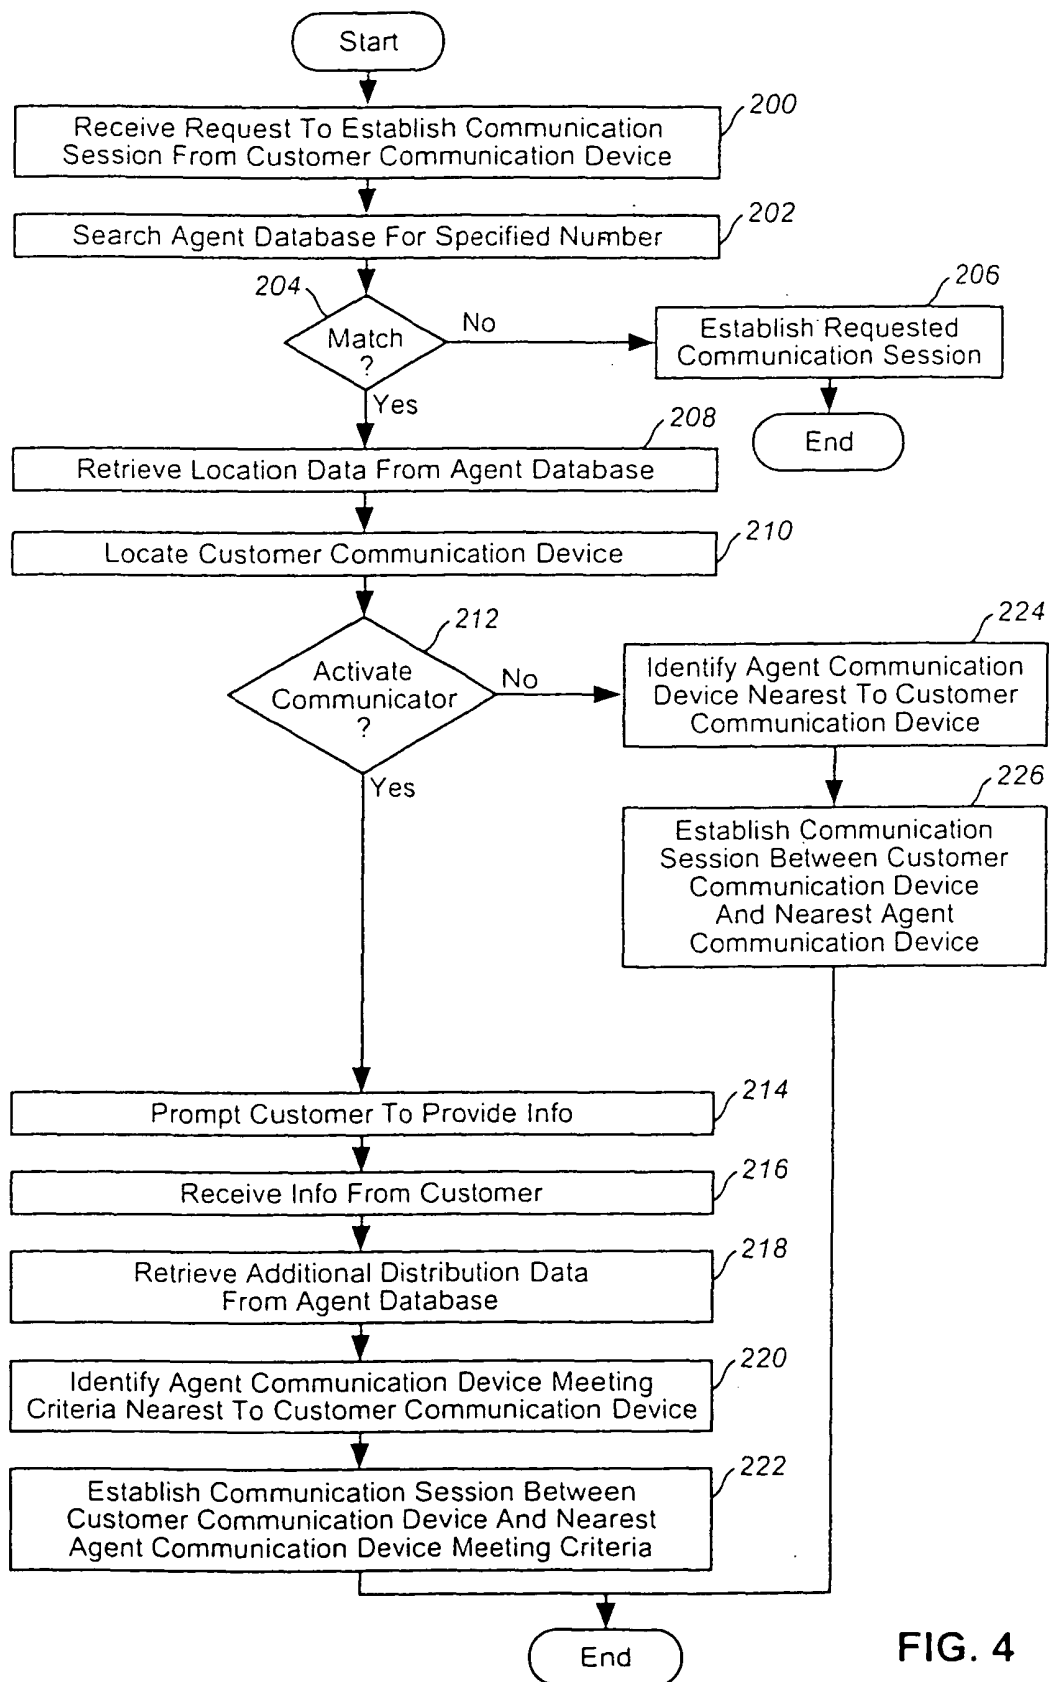 Start
200
Receive Request To Establish Communication
Session From Customer Communication Device
202
Search Agent Database For Specified Number
204
Match
?
No
206
Establish Requested
Communication Session
Yes
End
208
Retrieve Location Data From Agent Database
210
Locate Customer Communication Device
212
Activate
Communicator
?
No
224
Identify Agent Communication
Device Nearest To Customer
Communication Device
Yes
226
Establish Communication
Session Between Customer
Communication Device
And Nearest Agent
Communication Device
214
Prompt Customer To Provide Info
216
Receive Info From Customer
218
Retrieve Additional Distribution Data
From Agent Database
220
Identify Agent Communication Device Meeting
Criteria Nearest To Customer Communication Device
222
Establish Communication Session Between
Customer Communication Device And Nearest
Agent Communication Device Meeting Criteria
End
FIG. 4